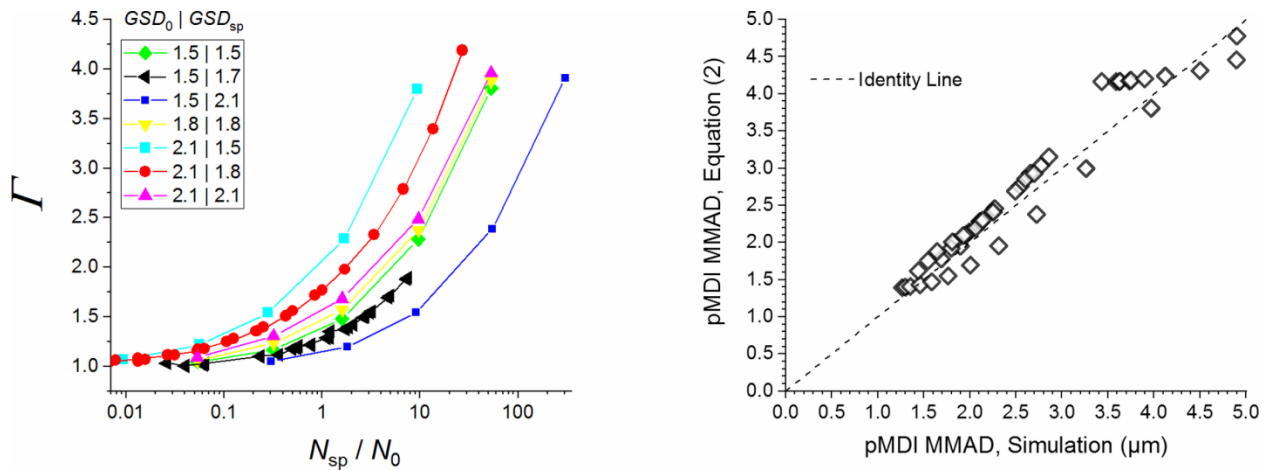 GSD0 | GSDsp
1.5 | 1.5
1.5 | 1.7
1.5 | 2.1
1.8 | 1.8
2.1 | 1.5
2.1 | 1.8
2.1 | 2.1
4.5
4.0
3.5
3.0
2.5
2.0
1.5
1.0
Γ
0.01 0.1 1 10 100
Nsp / N0
Identity Line
5.0
4.5
4.0
3.5
3.0
2.5
2.0
1.5
1.0
0.5
0.0
pMDI MMAD, Equation (2)
0.0 0.5 1.0 1.5 2.0 2.5 3.0 3.5 4.0 4.5 5.0
pMDI MMAD, Simulation (µm)